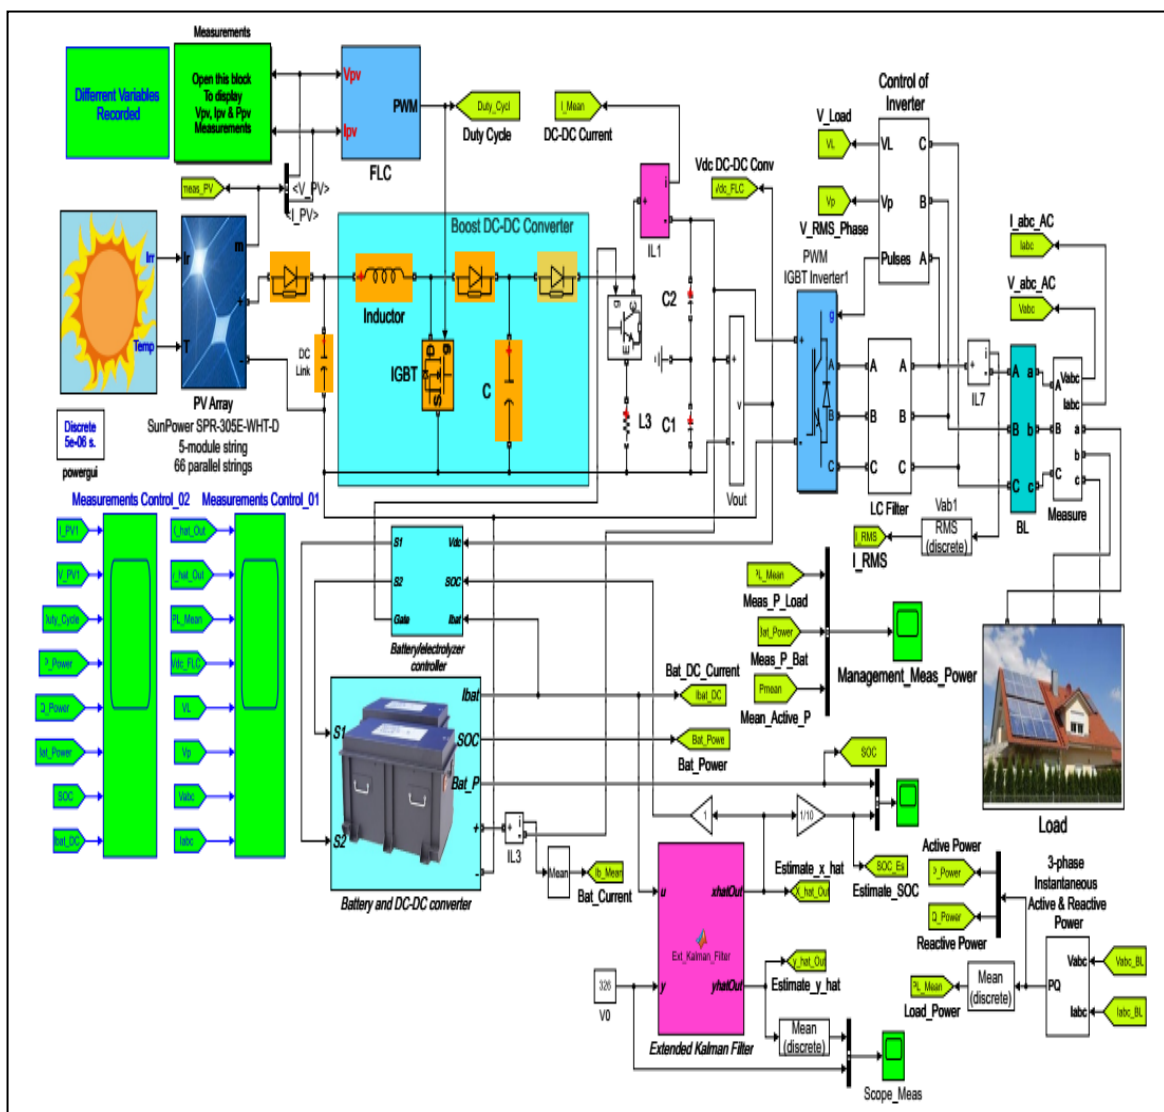 Measurements
Differrent Variables
Recorded
Open this block
To display
Vpv, Ipv & Ppv
Measurements
Vpv
Ipv
PWM
FLC
Duty_Cycl
Duty Cycle
I_Mean
DC-DC Current
Control of
Inverter
V_Load
VL
VL
C
Vp
Vp
B
V_RMS_Phase
Pulses
A
Vdc DC-DC Conv
Vdc_FLC
I_abc_AC
Iabc
V_abc_AC
Vabc
meas_PV
<V_PV>
<I_PV>
Irr
Ir
m
Temp
T
+
-
PV Array
SunPower SPR-305E-WHT-D
5-module string
66 parallel strings
Discrete
5e-06 s.
powergui
Boost DC-DC Converter
DC
Link
Inductor
IGBT
D
g
S
C
i
+
-
IL1
g
C
E
L3
C2
C1
+
v
-
Vout
PWM
IGBT Inverter1
g
+
-
A
B
C
A
A
B
B
C
C
LC Filter
i
+
-
IL7
A
a
B
b
C
c
BL
A
B
C
Vabc
Iabc
a
b
c
Measure
Vab1
RMS
(discrete)
I_RMS
I_RMS
Measurements Control_02
Measurements Control_01
I_PV1
V_PV1
Duty_Cycle
P_Power
Q_Power
Bat_Power
SOC
Ibat_DC
X_hat_Out
y_hat_Out
PL_Mean
Vdc_FLC
VL
Vp
Vabc
Iabc
S1
Vdc
S2
SOC
Gate
Ibat
Battery/electrolyzer
controller
S1
S2
Ibat
SOC
Bat_P
+
-
Battery and DC-DC converter
i
+
-
IL3
Mean
Ib_Mean
Bat_Current
Bat_DC_Current
Ibat_DC
Bat_Powe
Bat_Power
PL_Mean
Meas_P_Load
Bat_Power
Meas_P_Bat
Pmean
Mean_Active_P
Management_Meas_Power
SOC
1
1/10
SOC_Es
Estimate_SOC
Estimate_x_hat
X_hat_Out
u
xhatOut
Ext_Kalman_Filter
y
yhatOut
Extended Kalman Filter
326
V0
y_hat_Out
Estimate_y_hat
Mean
(discrete)
Scope_Meas
Load
Active Power
P_Power
Q_Power
Reactive Power
3-phase
Instantaneous
Active & Reactive
Power
Vabc
PQ
Iabc
Vabc_BL
Iabc_BL
Mean
(discrete)
PL_Mean
Load_Power